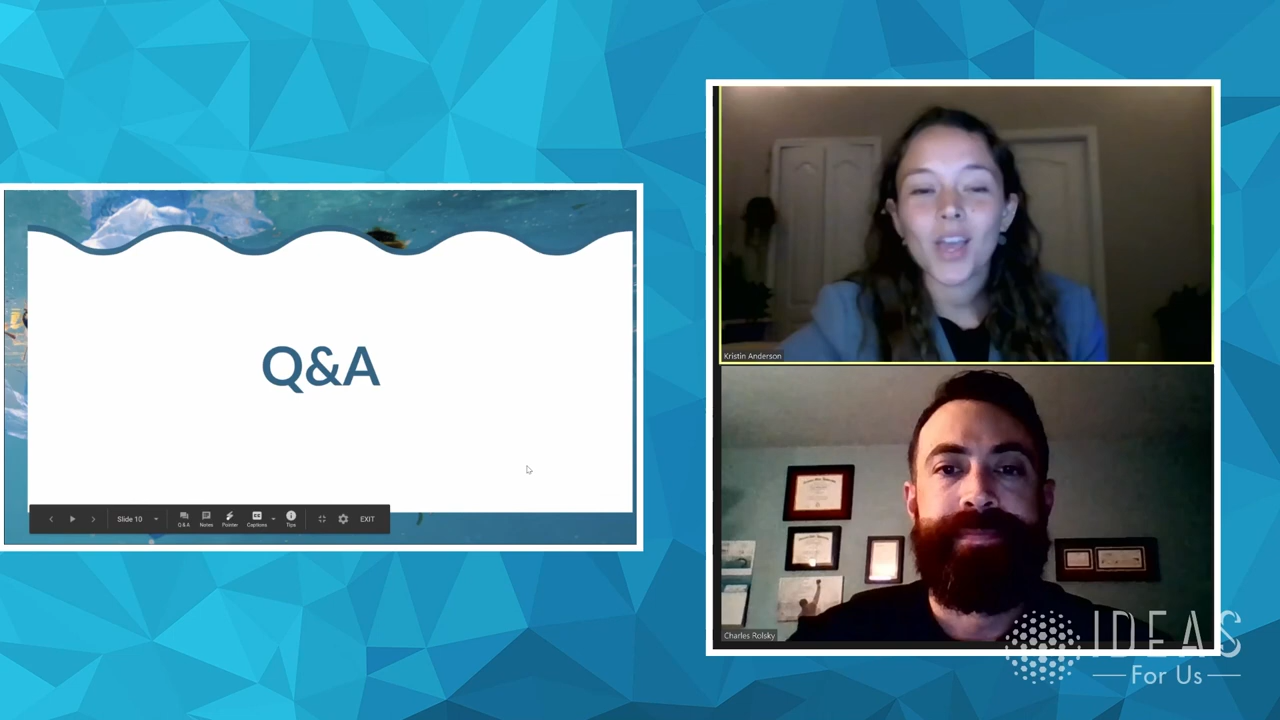 Q&A
Slide 10
Q&A
Notes
Pointer
Captions
Tips
EXIT
Kristin Anderson
Charles Rolsky
IDEAS
For Us